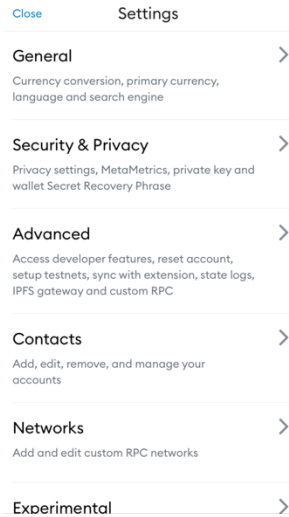 Close Settings
General
Currency conversion, primary currency,
language and search engine
Security & Privacy
Privacy settings, MetaMetrics, private key and
wallet Secret Recovery Phrase
Advanced
Access developer features, reset account,
setup testnets, sync with extension, state logs,
IPFS gateway and custom RPC
Contacts
Add, edit, remove, and manage your
accounts
Networks
Add and edit custom RPC networks
Experimental